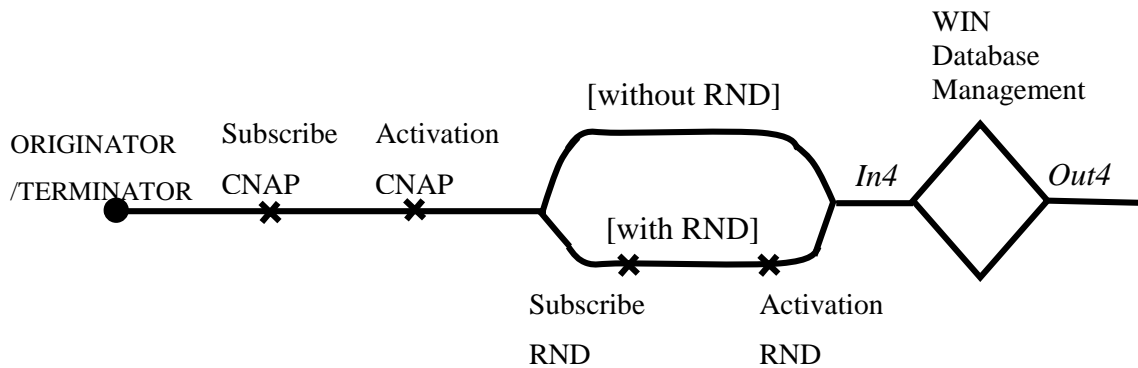 WIN
Database
Management
[without RND]
ORIGINATOR
/TERMINATOR
Subscribe
CNAP
Activation
CNAP
In4
Out4
[with RND]
Subscribe
RND
Activation
RND